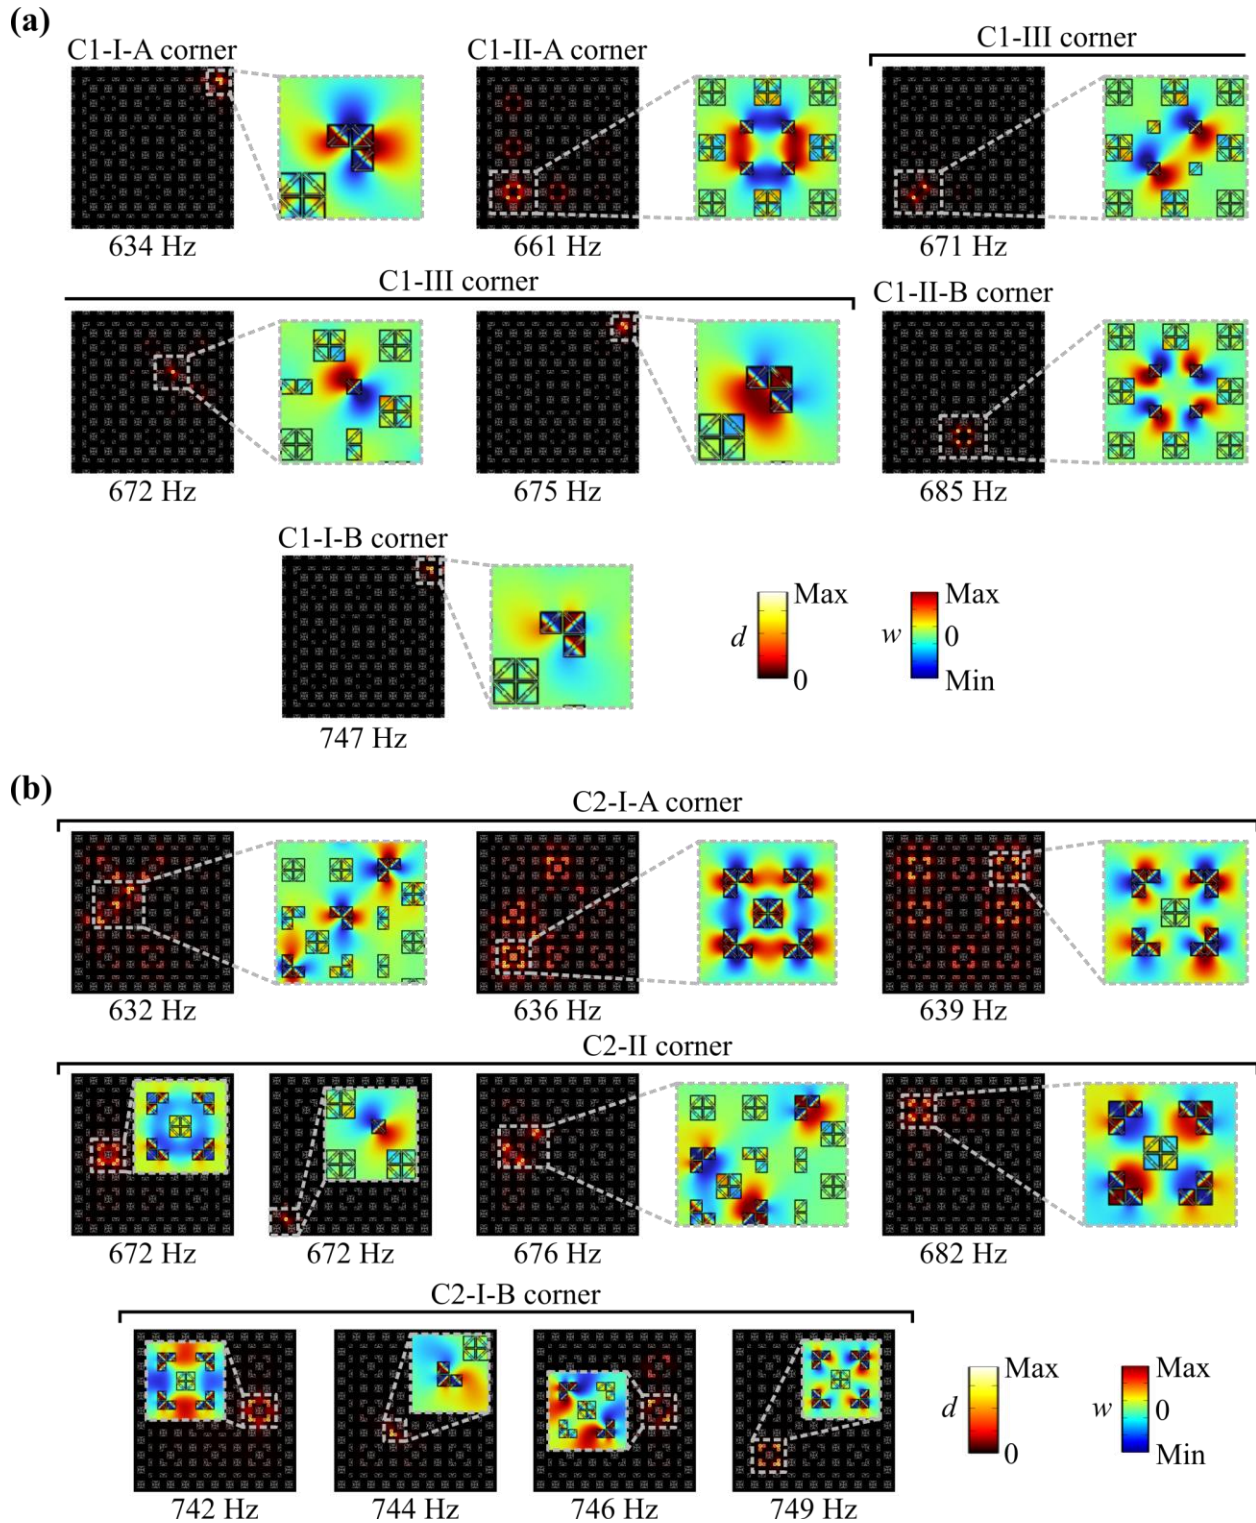 (a)
C1-I-A corner
C1-II-A corner
C1-III corner
634 Hz
661 Hz
671 Hz
C1-III corner
C1-II-B corner
672 Hz
675 Hz
685 Hz
C1-I-B corner
747 Hz
d
Max
0
w
Max
0
Min
(b)
C2-I-A corner
632 Hz
636 Hz
639 Hz
C2-II corner
672 Hz
672 Hz
676 Hz
682 Hz
C2-I-B corner
742 Hz
744 Hz
746 Hz
749 Hz
d
Max
0
w
Max
0
Min